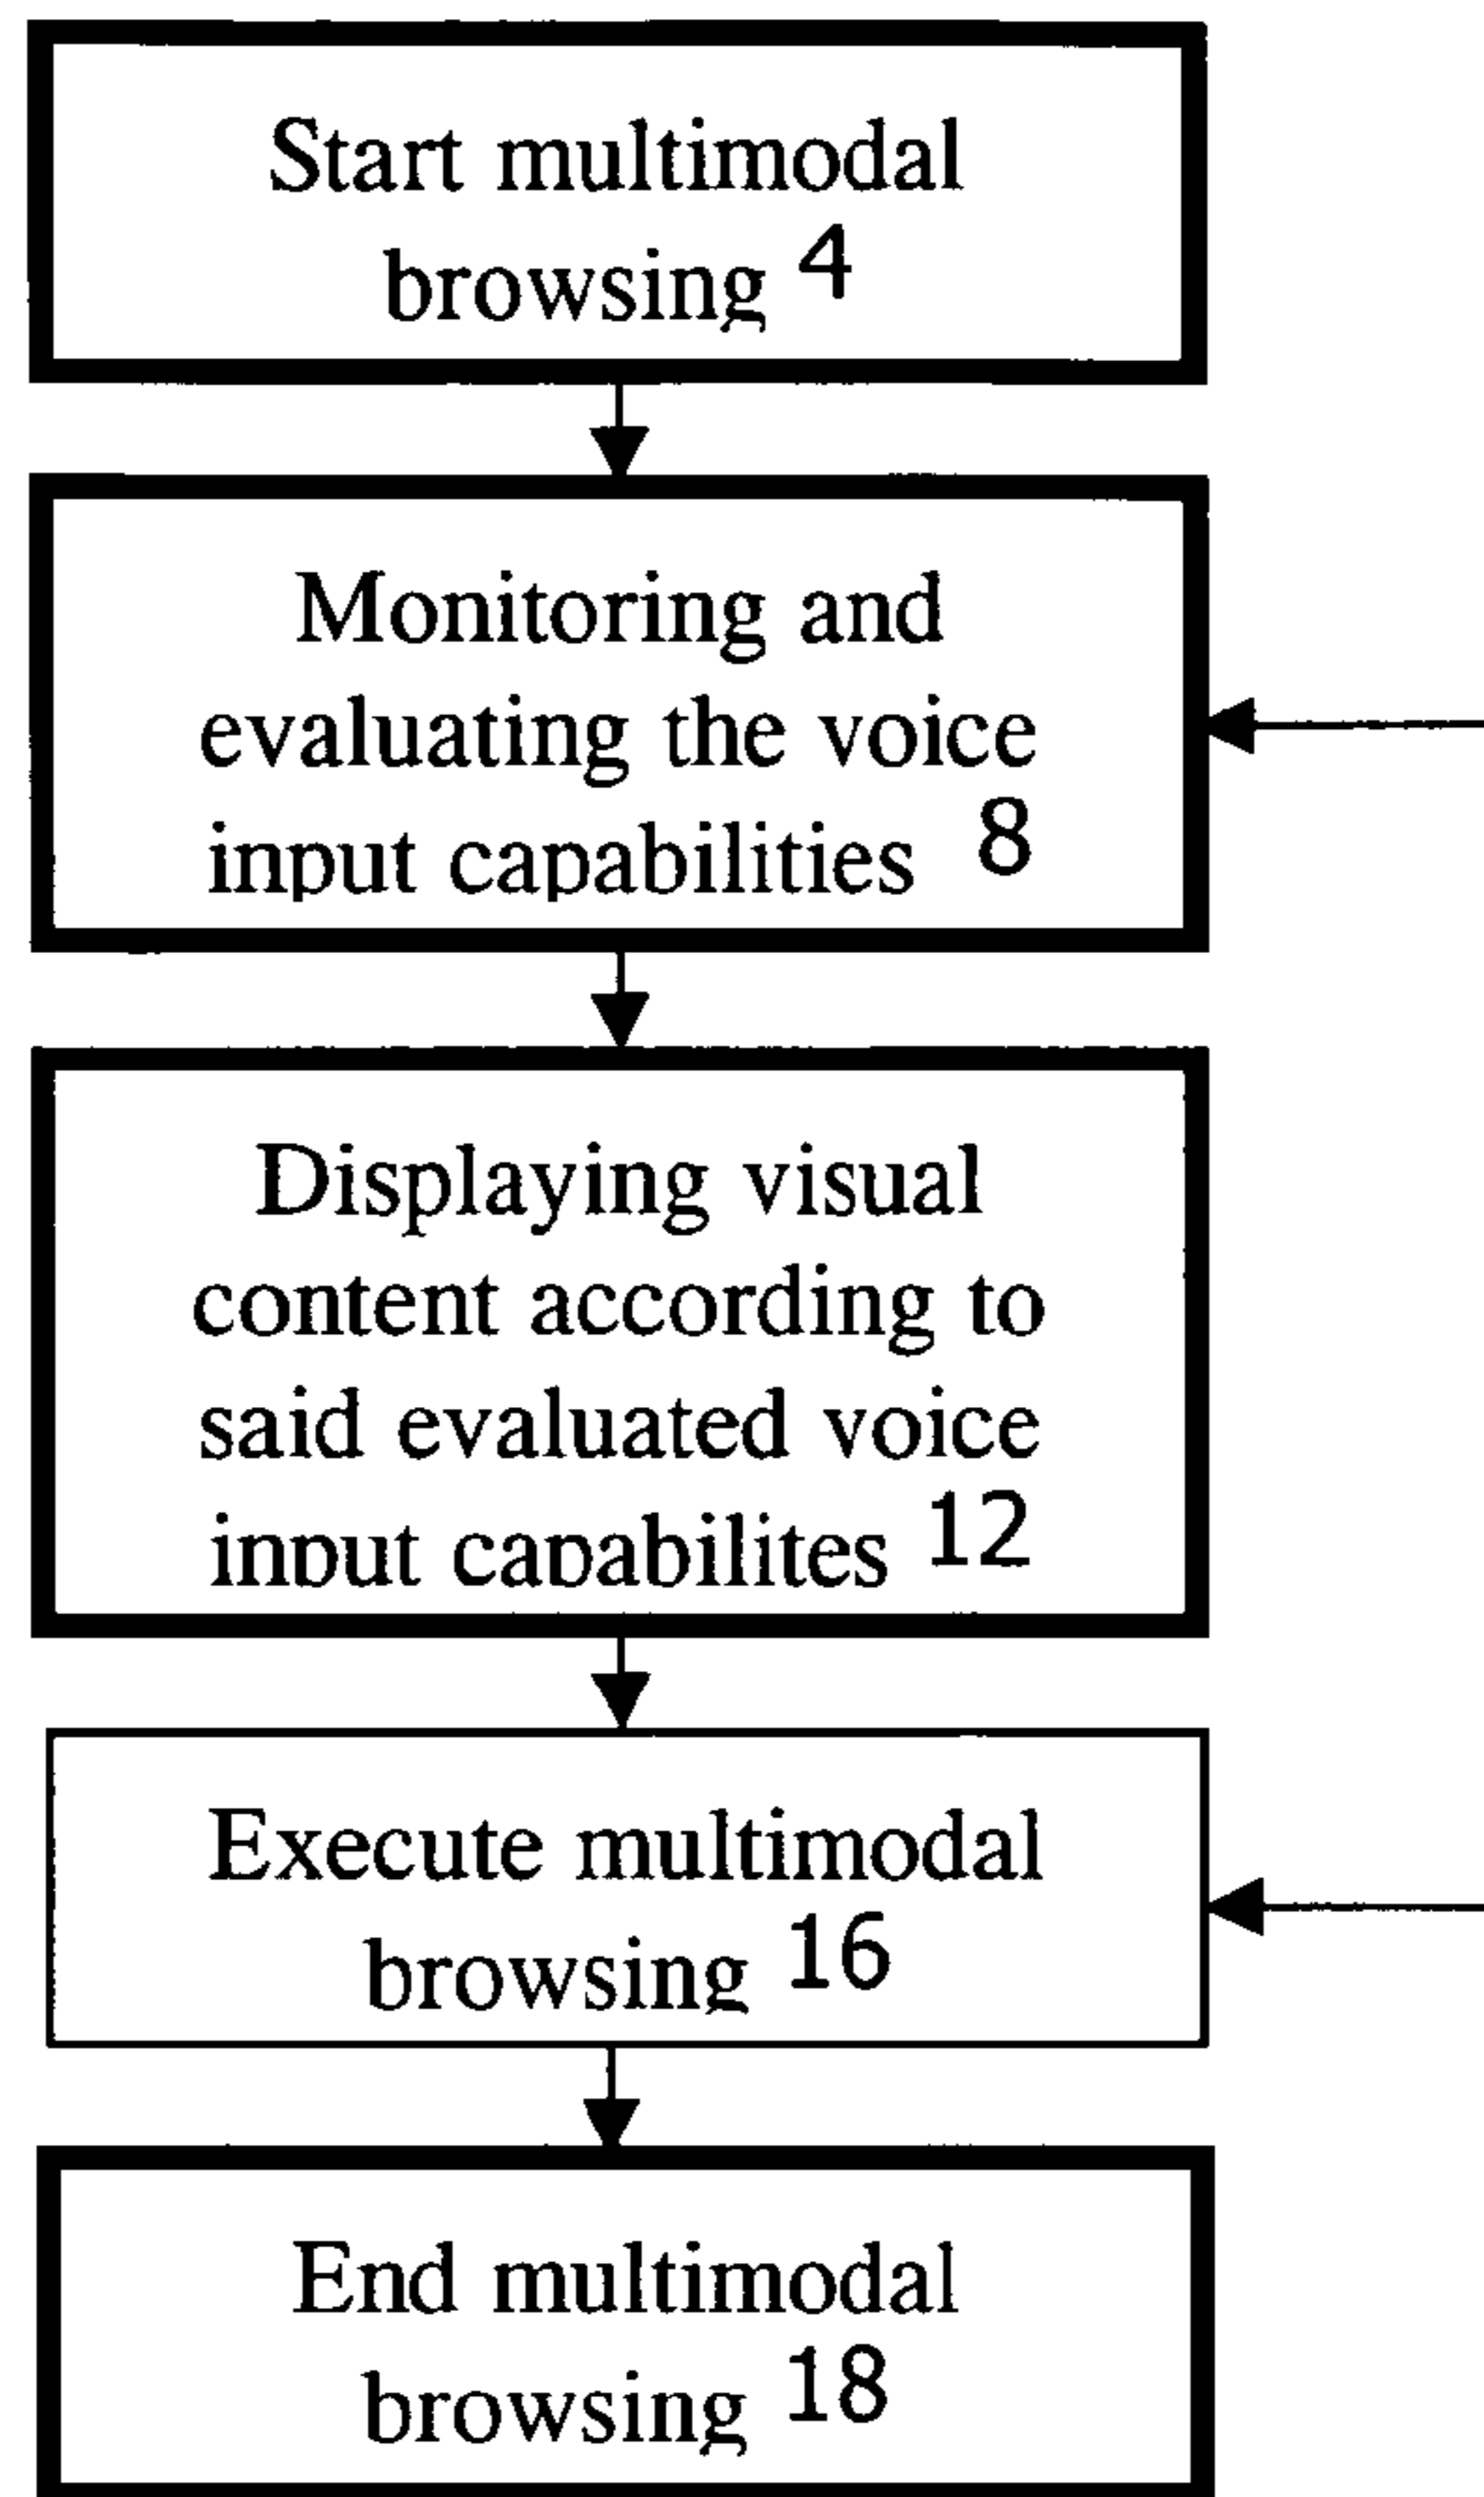 Start multimodal
browsing 4
Monitoring and
evaluating the voice
input capabilities 8
Displaying visual
content according to
said evaluated voice
input capabilites 12
Execute multimodal
browsing 16
End multimodal
browsing 18